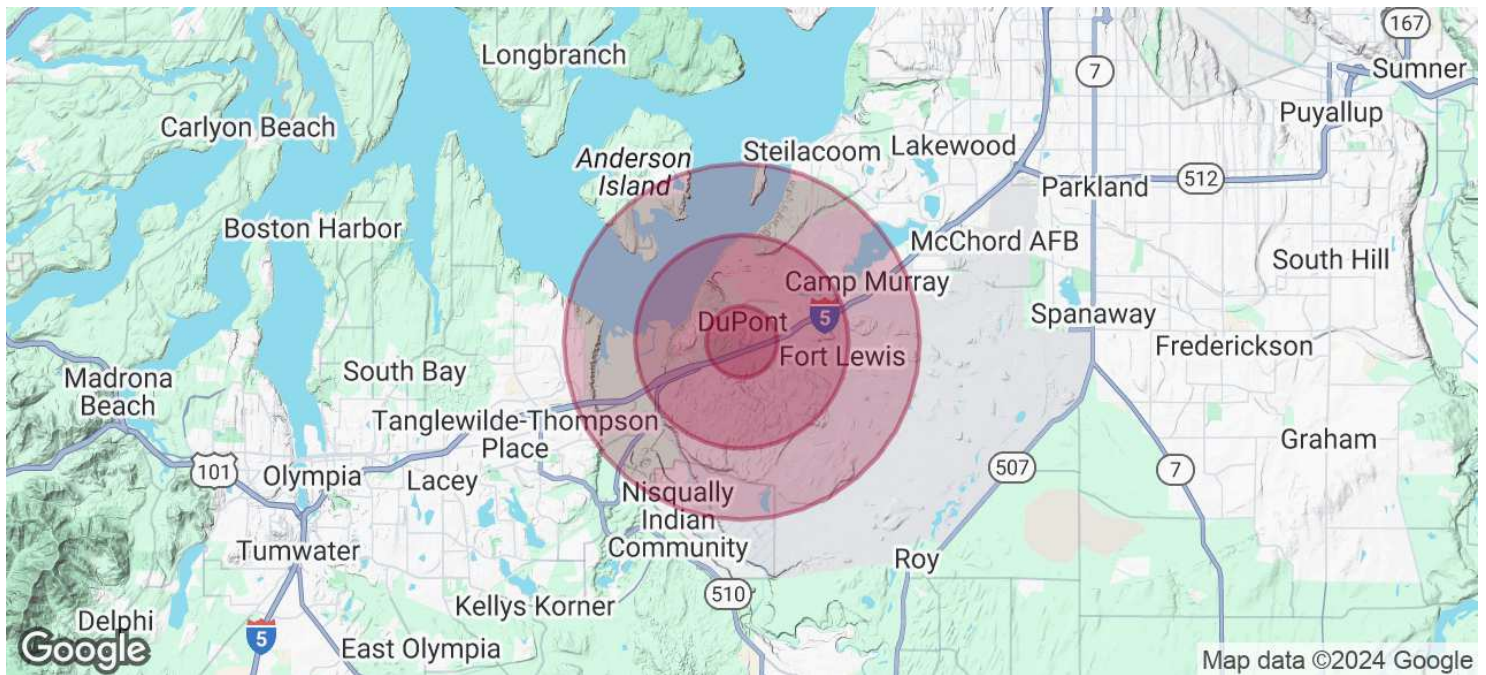 167
Longbranch
7
Sumner
Puyallup
Carlyon Beach
Steilacoom
Lakewood
Anderson
Island
512
Parkland
Boston Harbor
McChord AFB
South Hill
Camp Murray
DuPont
5
Spanaway
Fort Lewis
Frederickson
South Bay
Madrona
Beach
Tanglewilde-Thompson
Place
Graham
101
Olympia
Lacey
507
7
Nisqually
Indian
Community
Tumwater
Roy
510
Kellys Korner
Delphi
5
East Olympia
Google
Map data ©2024 Google